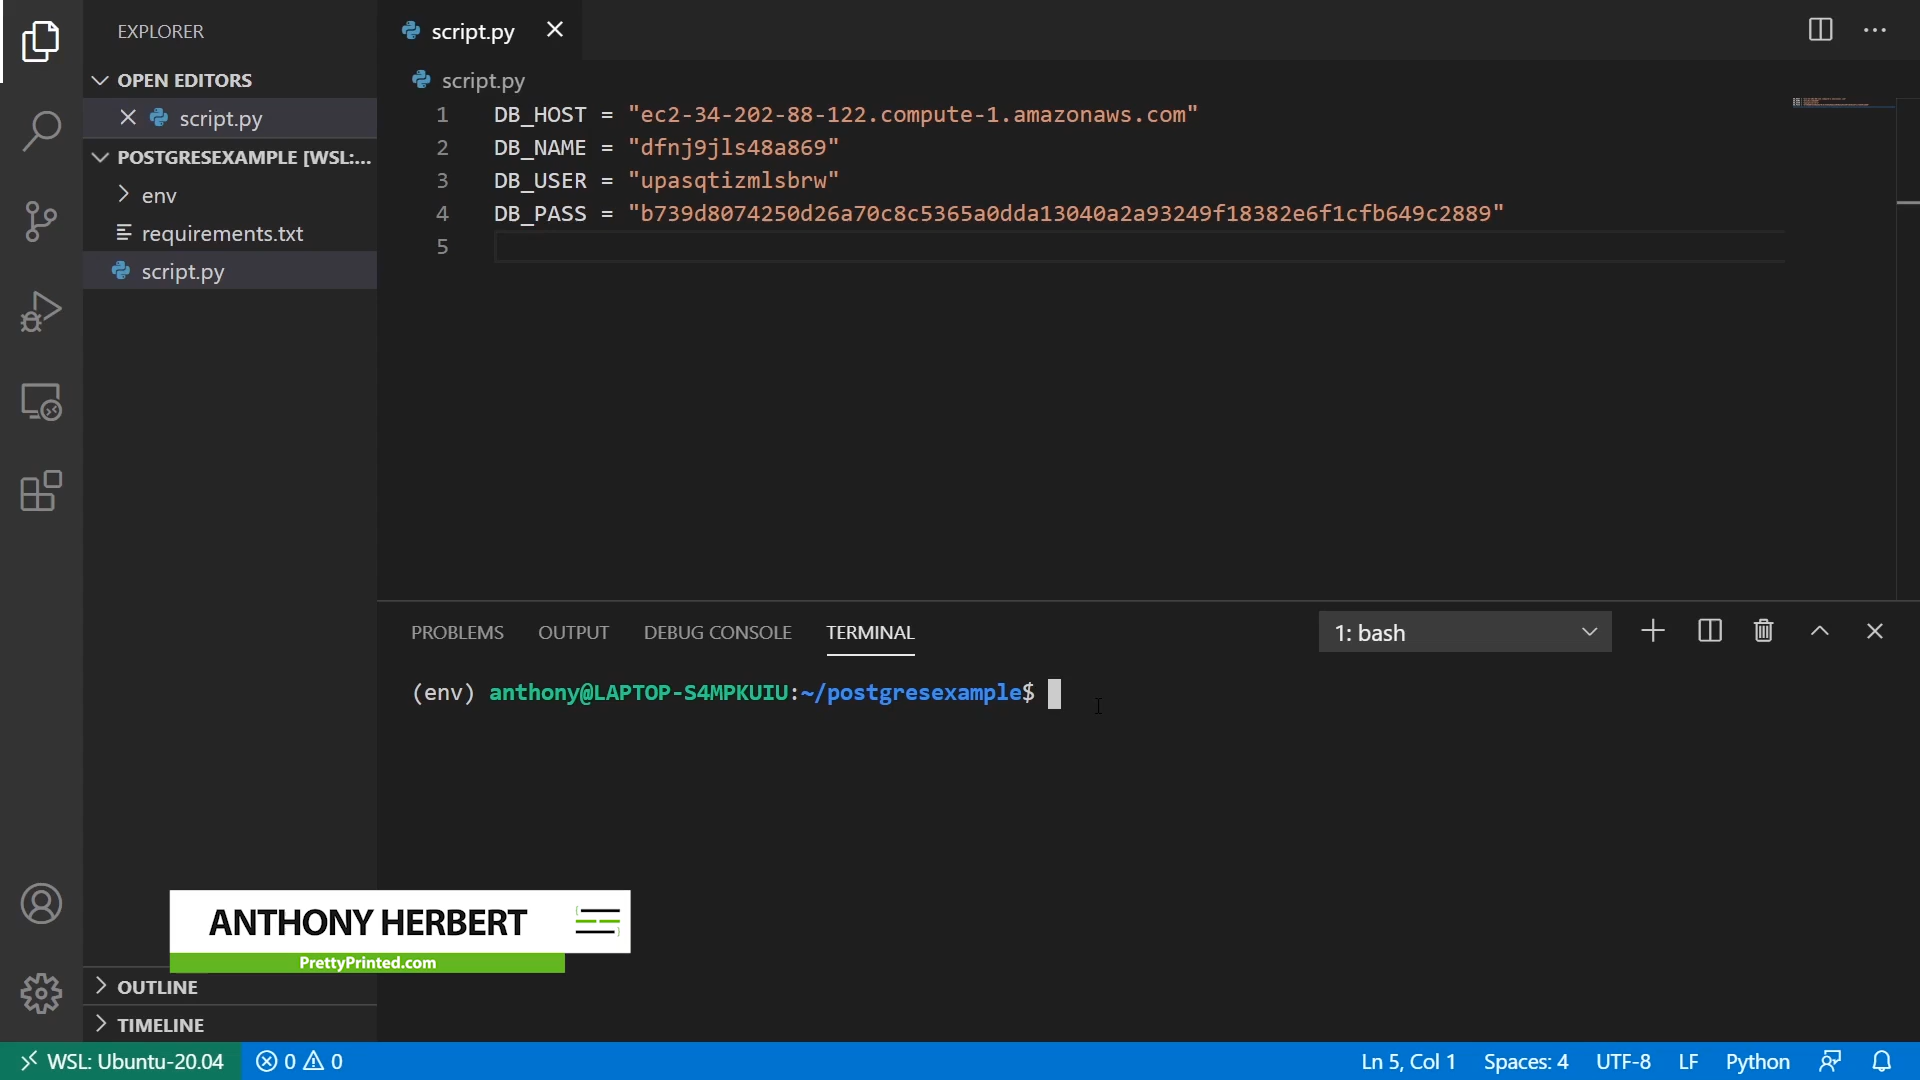 EXPLORER
OPEN EDITORS
script.py
POSTGRESEXAMPLE [WSL:...
env
requirements.txt
script.py
OUTLINE
TIMELINE
script.py
script.py
1 DB_HOST = "ec2-34-202-88-122.compute-1.amazonaws.com"
2 DB_NAME = "dfnj9jls48a869"
3 DB_USER = "upasqtizmlsbrw"
4 DB_PASS = "b739d8074250d26a70c8c5365a0dda13040a2a93249f18382e6f1cfb649c2889"
5
PROBLEMS OUTPUT DEBUG CONSOLE TERMINAL 1: bash
(env) anthony@LAPTOP-S4MPKUIU:~/postgresexample$
ANTHONY HERBERT
PrettyPrinted.com
WSL: Ubuntu-20.04 0 0 Ln 5, Col 1 Spaces: 4 UTF-8 LF Python